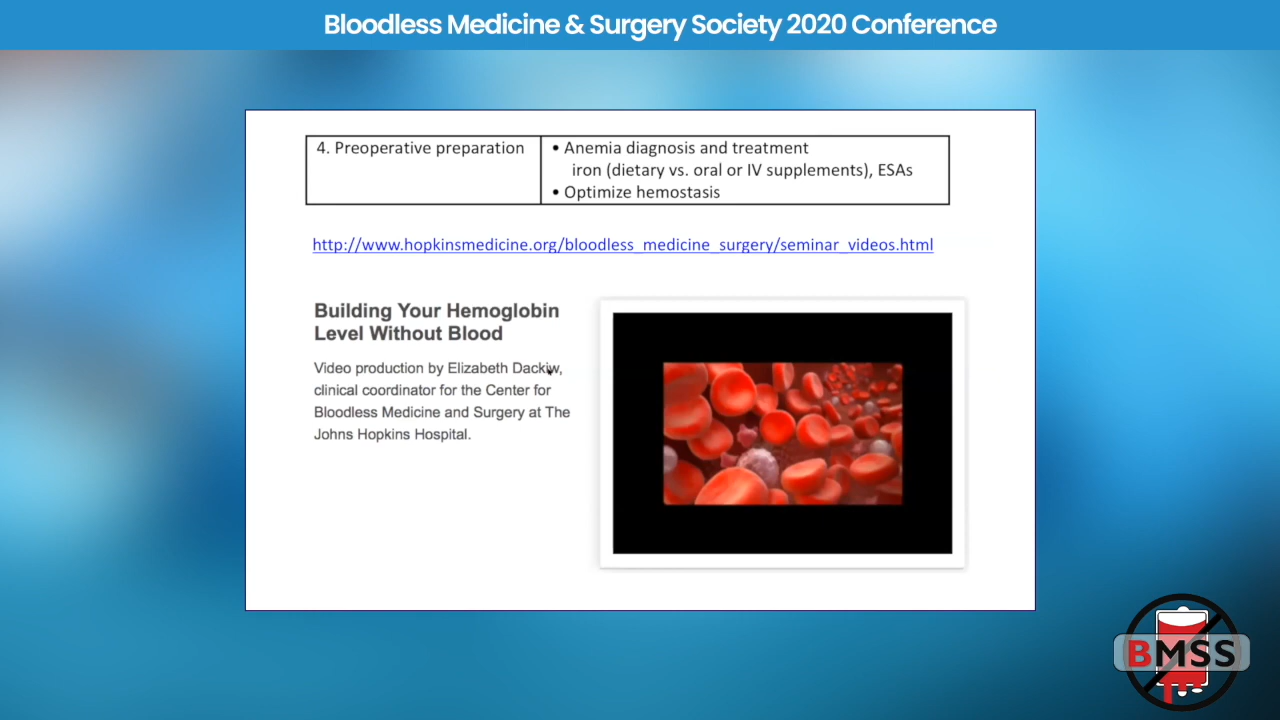 Bloodless Medicine & Surgery Society 2020 Conference
4. Preoperative preparation
• Anemia diagnosis and treatment
iron (dietary vs. oral or IV supplements), ESAs
• Optimize hemostasis
http://www.hopkinsmedicine.org/bloodless_medicine_surgery/seminar_videos.html
Building Your Hemoglobin
Level Without Blood
Video production by Elizabeth Dackiw,
clinical coordinator for the Center for
Bloodless Medicine and Surgery at The
Johns Hopkins Hospital.
BMSS